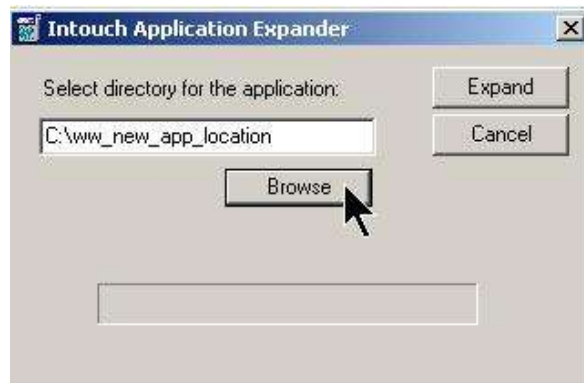 Intouch Application Expander
Select directory for the application:
Expand
C:\ww_new_app_location
Cancel
Browse